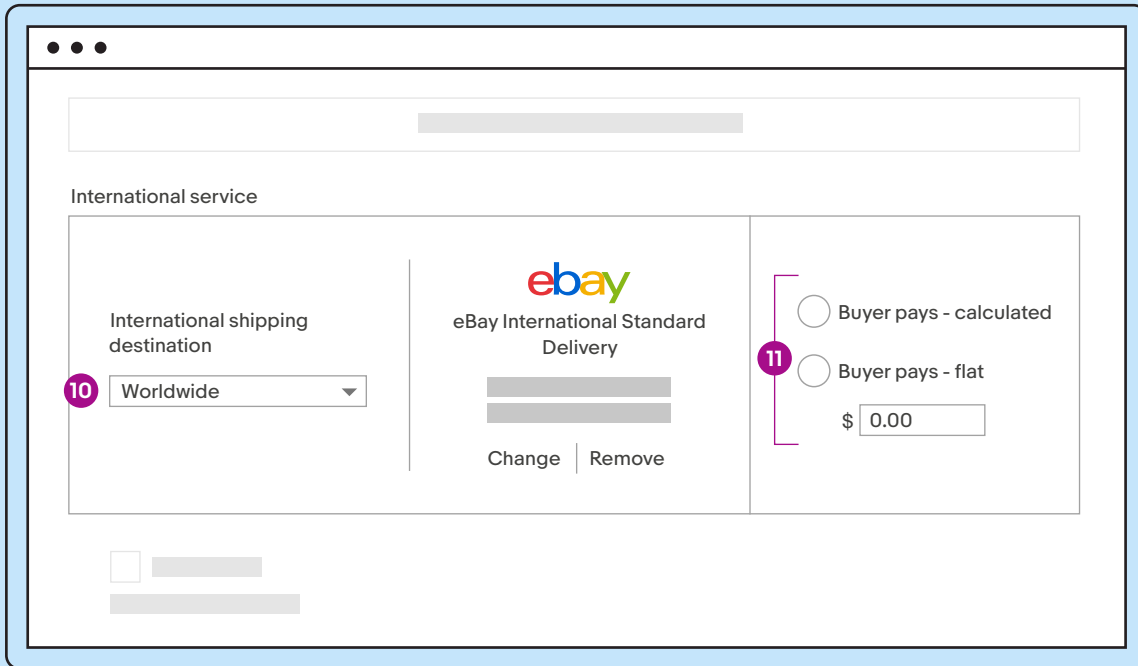 International service
International shipping
destination
10
Worldwide
ebay
eBay International Standard
Delivery
Change
Remove
11
Buyer pays - calculated
Buyer pays - flat
$ 0.00